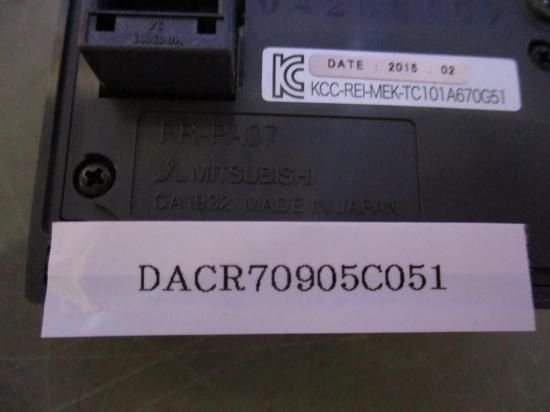 DATE : 2015 . 02
KCC-REI-MEK-TC101A670G51
FR-PA07
MITSUBISHI
CA1932 MADE IN JAPAN
DACR70905C051